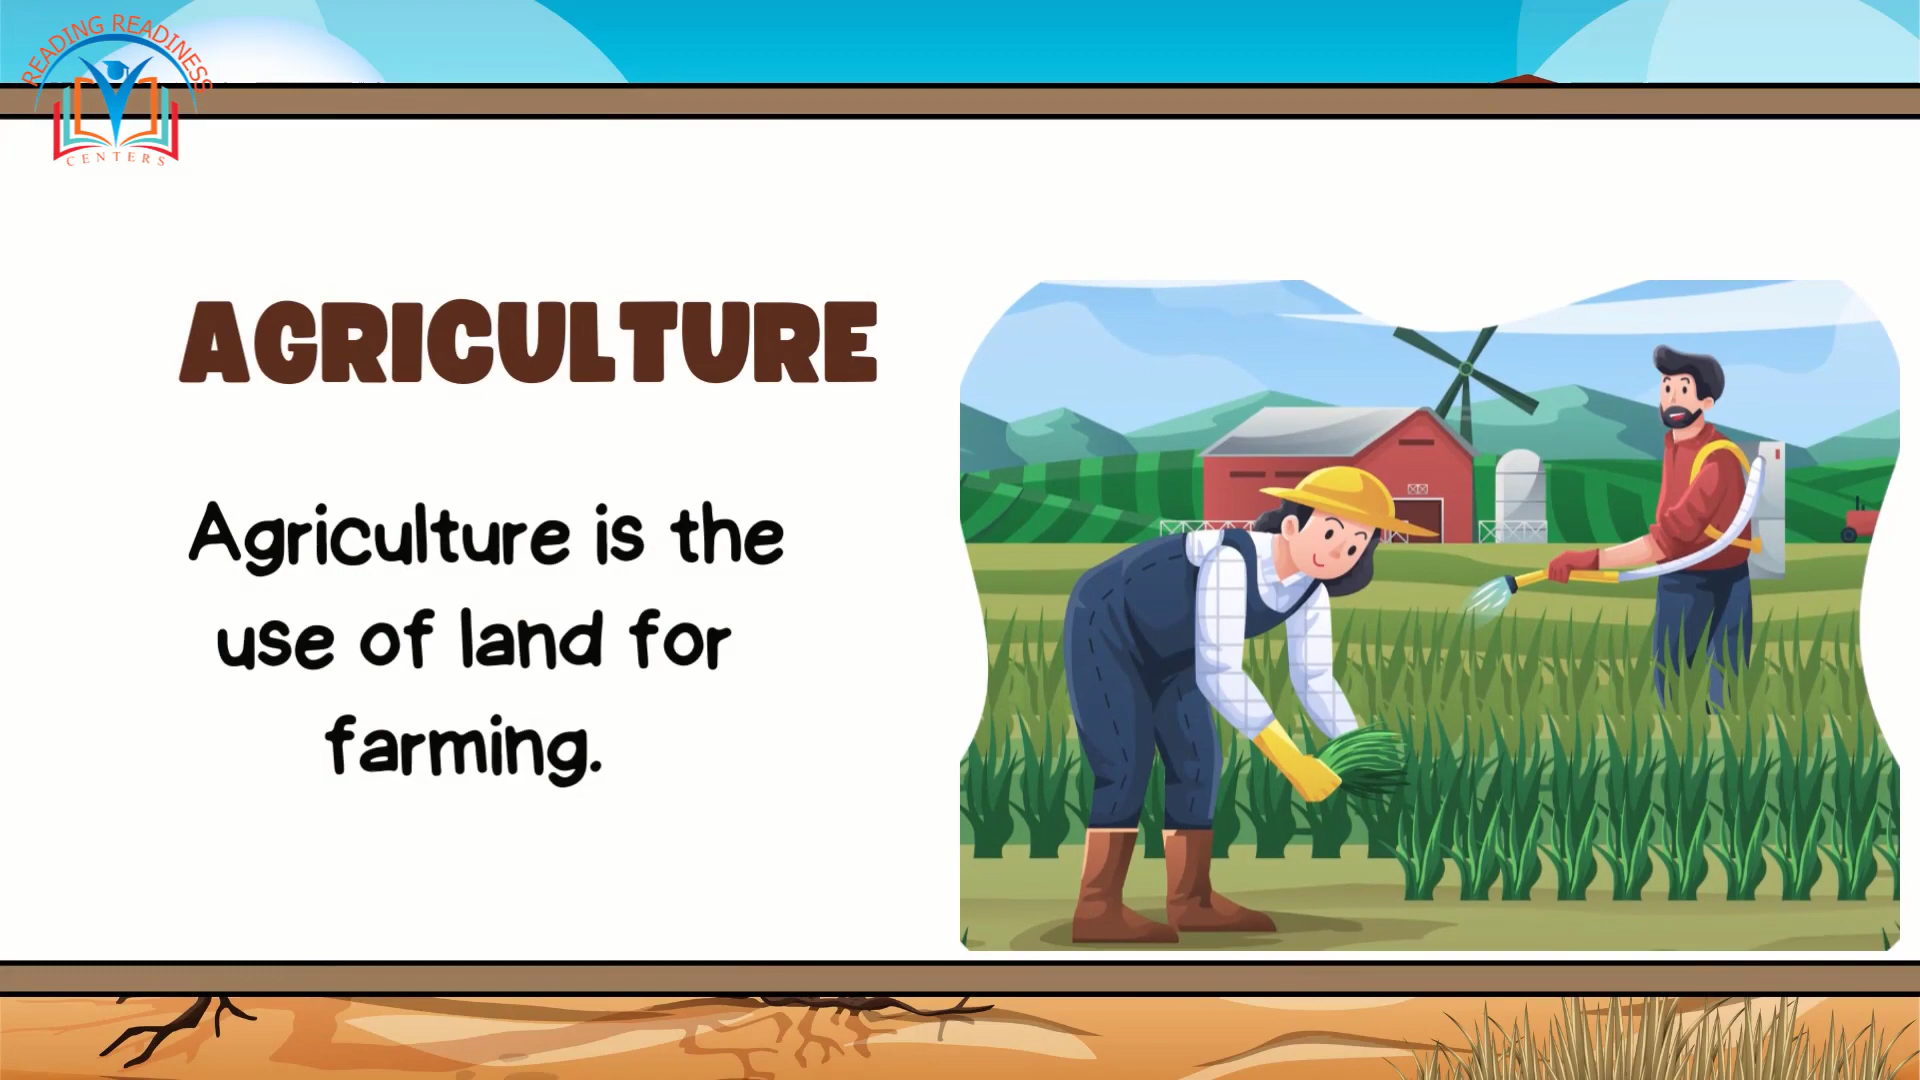 READING READINESS
CENTERS
AGRICULTURE
Agriculture is the
use of land for
farming.